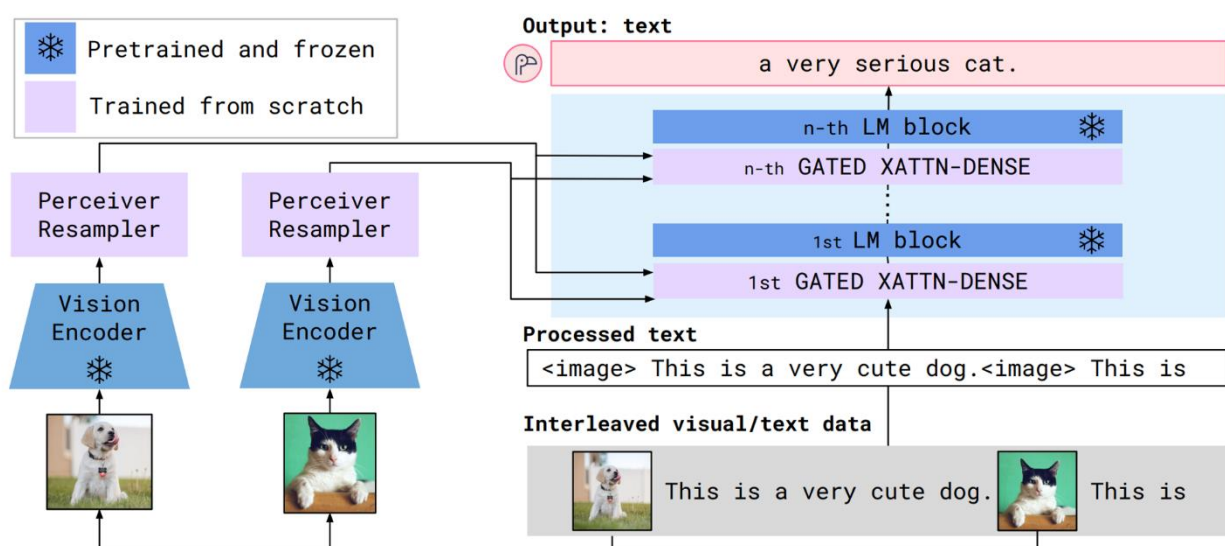 Pretrained and frozen
Trained from scratch
Perceiver
Resampler
Perceiver
Resampler
Vision
Encoder
Vision
Encoder
Output: text
a very serious cat.
n-th LM block
n-th GATED XATTN-DENSE
1st LM block
1st GATED XATTN-DENSE
Processed text
<image> This is a very cute dog.<image> This is
Interleaved visual/text data
This is a very cute dog. This is